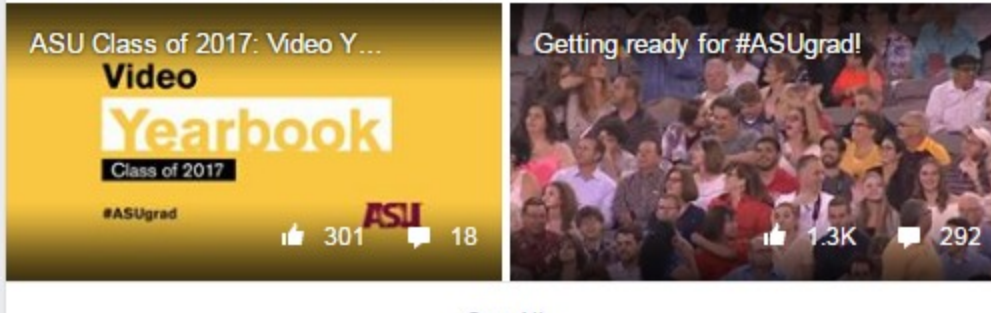 ASU Class of 2017: Video Y...
Video
Yearbook
Class of 2017
#ASUgrad
ASU
301
18
Getting ready for #ASUgrad!
1.3K
292